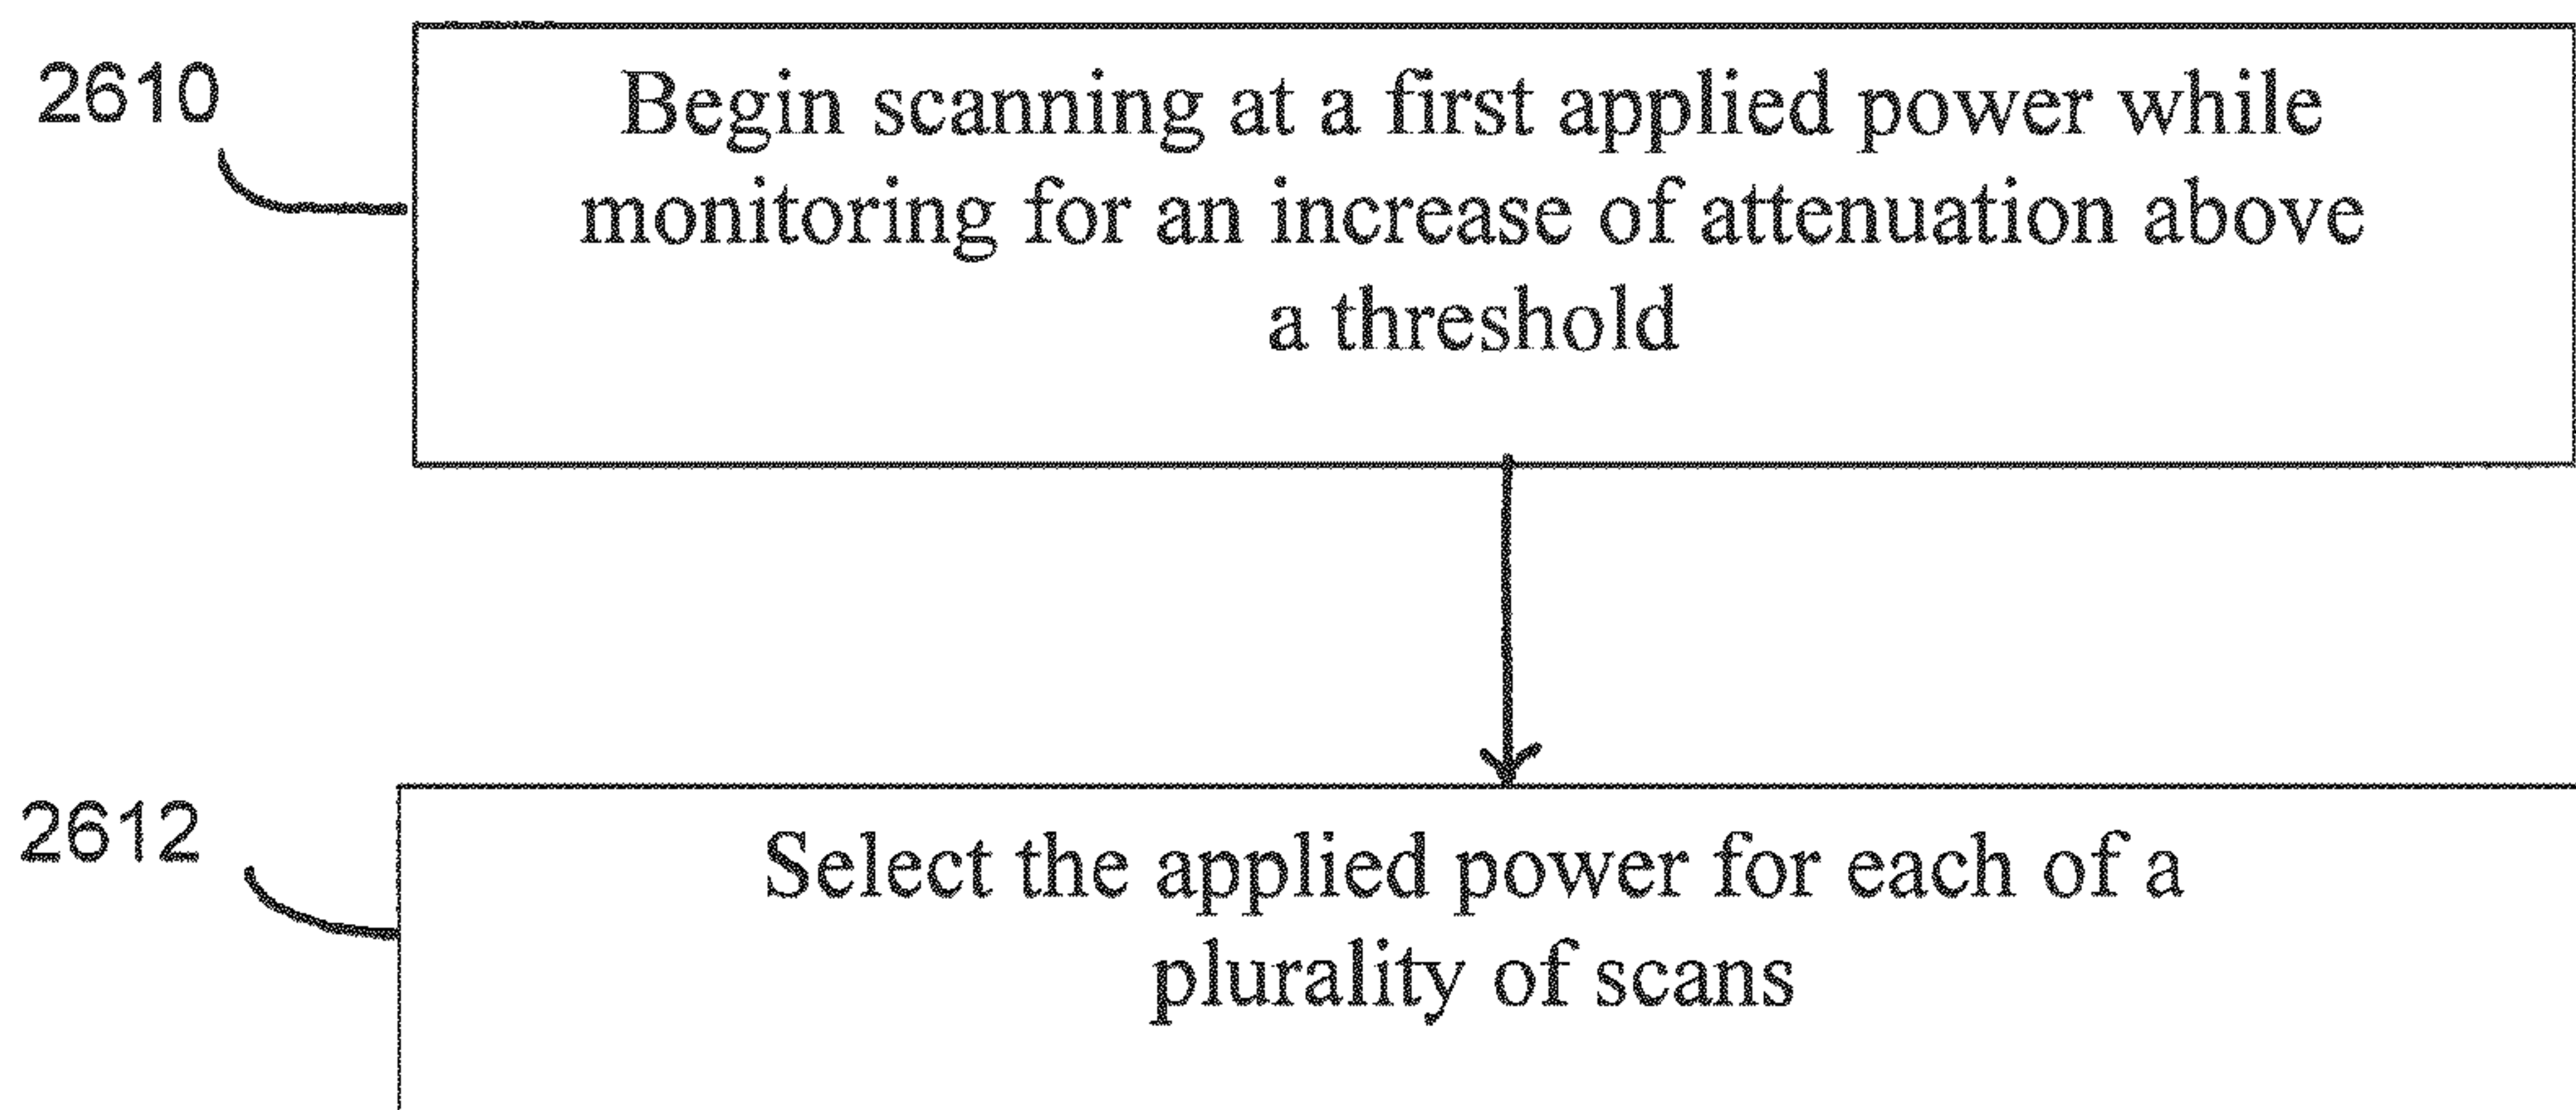 2610
Begin scanning at a first applied power while
monitoring for an increase of attenuation above
a threshold
2612
Select the applied power for each of a
plurality of scans